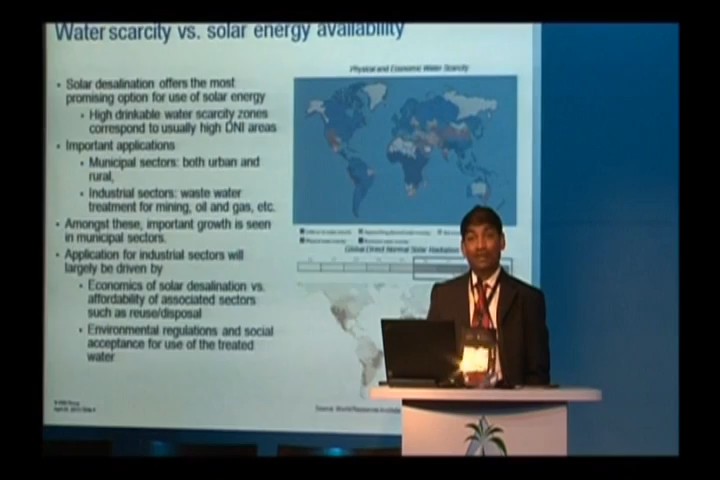 Water scarcity vs. solar energy availability
Solar desalination offers the most
promising option for use of solar energy
High drinkable water scarcity zones
correspond to usually high DNI areas
Important applications
Municipal sectors: both urban and
rural,
Industrial sectors: waste water
treatment for mining, oil and gas, etc.
Amongst these, important growth is seen
in municipal sectors.
Application for industrial sectors will
largely be driven by
Economics of solar desalination vs.
affordability of associated sectors
such as reuse/disposal
Environmental regulations and social
acceptance for use of the treated
water
Physical and Economic Water Scarcity
Global Direct Normal Solar Radiation
Source: World Resources Institute